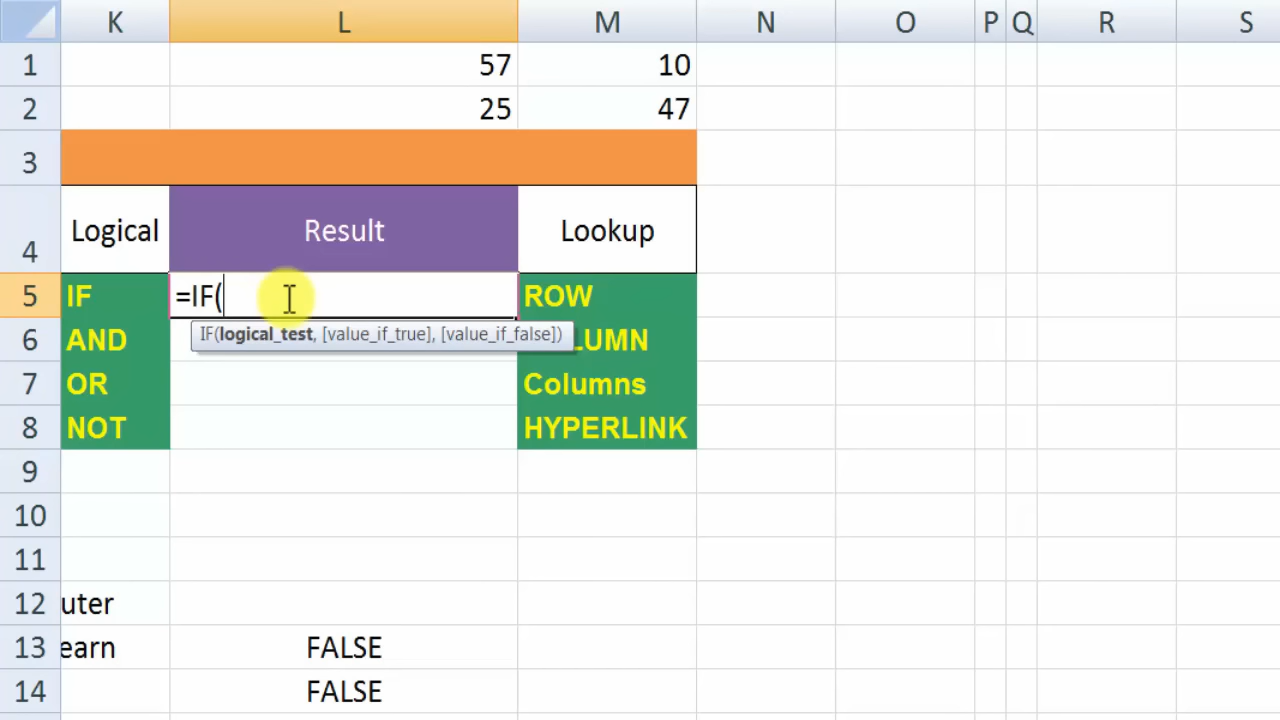 K L M N O P Q R S
1 57 10
2 25 47
3
4 Logical Result Lookup
5 IF =IF( ROW
IF(logical_test, [value_if_true], [value_if_false])
6 AND LUMN
7 OR Columns
8 NOT HYPERLINK
9
10
11
12 uter
13 earn FALSE
14 FALSE